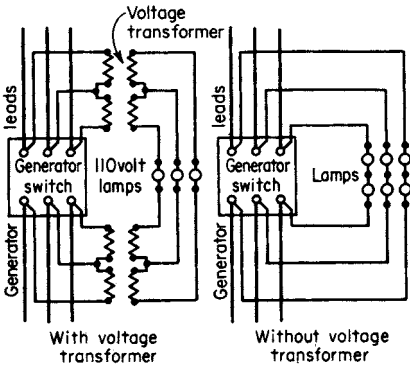 Voltage
transformer
leads
Generator
switch
110volt
lamps
Generator
With voltage
transformer
leads
Generator
switch
Lamps
Generator
Without voltage
transformer